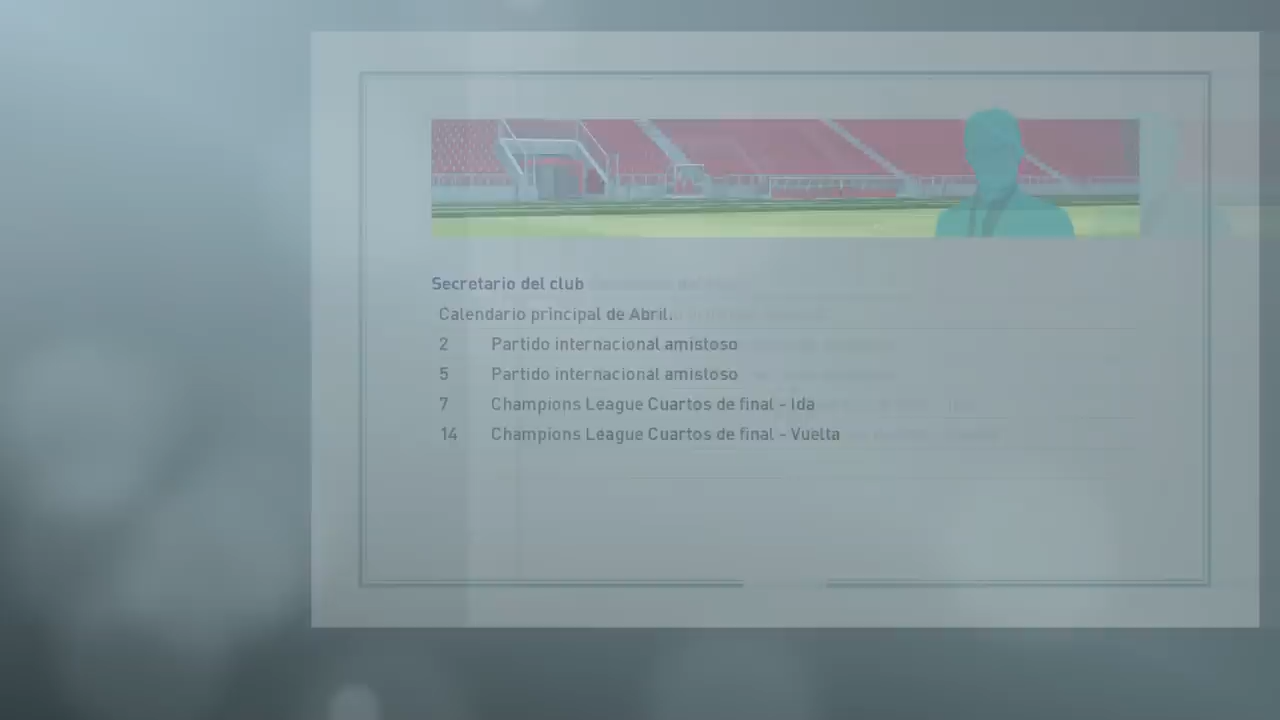 Secretario del club
Calendario principal de Abril.
2 Partido internacional amistoso
5 Partido internacional amistoso
7 Champions League Cuartos de final - Ida
14 Champions League Cuartos de final - Vuelta